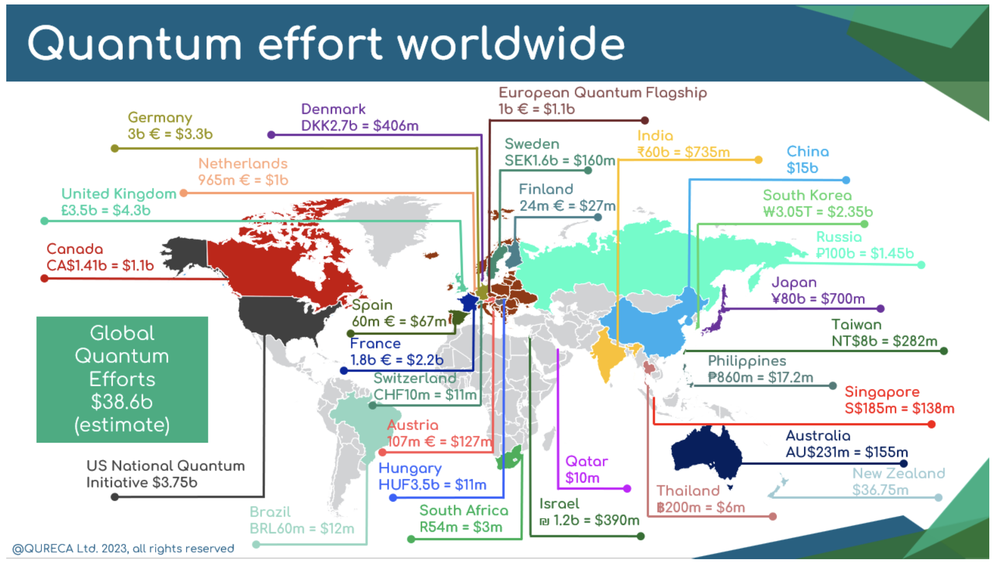 Quantum effort worldwide
European Quantum Flagship
1b € = $1.1b
Denmark
DKK2.7b = $406m
Germany
3b € = $3.3b
India
₹60b = $735m
Sweden
SEK1.6b = $160m
China
$15b
Netherlands
965m € = $1b
Finland
24m € = $27m
United Kingdom
£3.5b = $4.3b
South Korea
₩3.05T = $2.35b
Russia
₽100b = $1.45b
Canada
CA$1.41b = $1.1b
Japan
¥80b = $700m
Spain
60m € = $67m
Taiwan
NT$8b = $282m
Global
Quantum
Efforts
$38.6b
(estimate)
France
1.8b € = $2.2b
Philippines
₱860m = $17.2m
Switzerland
CHF10m = $11m
Singapore
S$185m = $138m
Austria
107m € = $127m
Australia
AU$231m = $155m
US National Quantum
Initiative $3.75b
Hungary
HUF3.5b = $11m
Qatar
$10m
New Zealand
$36.75m
Thailand
฿200m = $6m
Israel
₪ 1.2b = $390m
South Africa
R54m = $3m
Brazil
BRL60m = $12m
@QURECA Ltd. 2023, all rights reserved